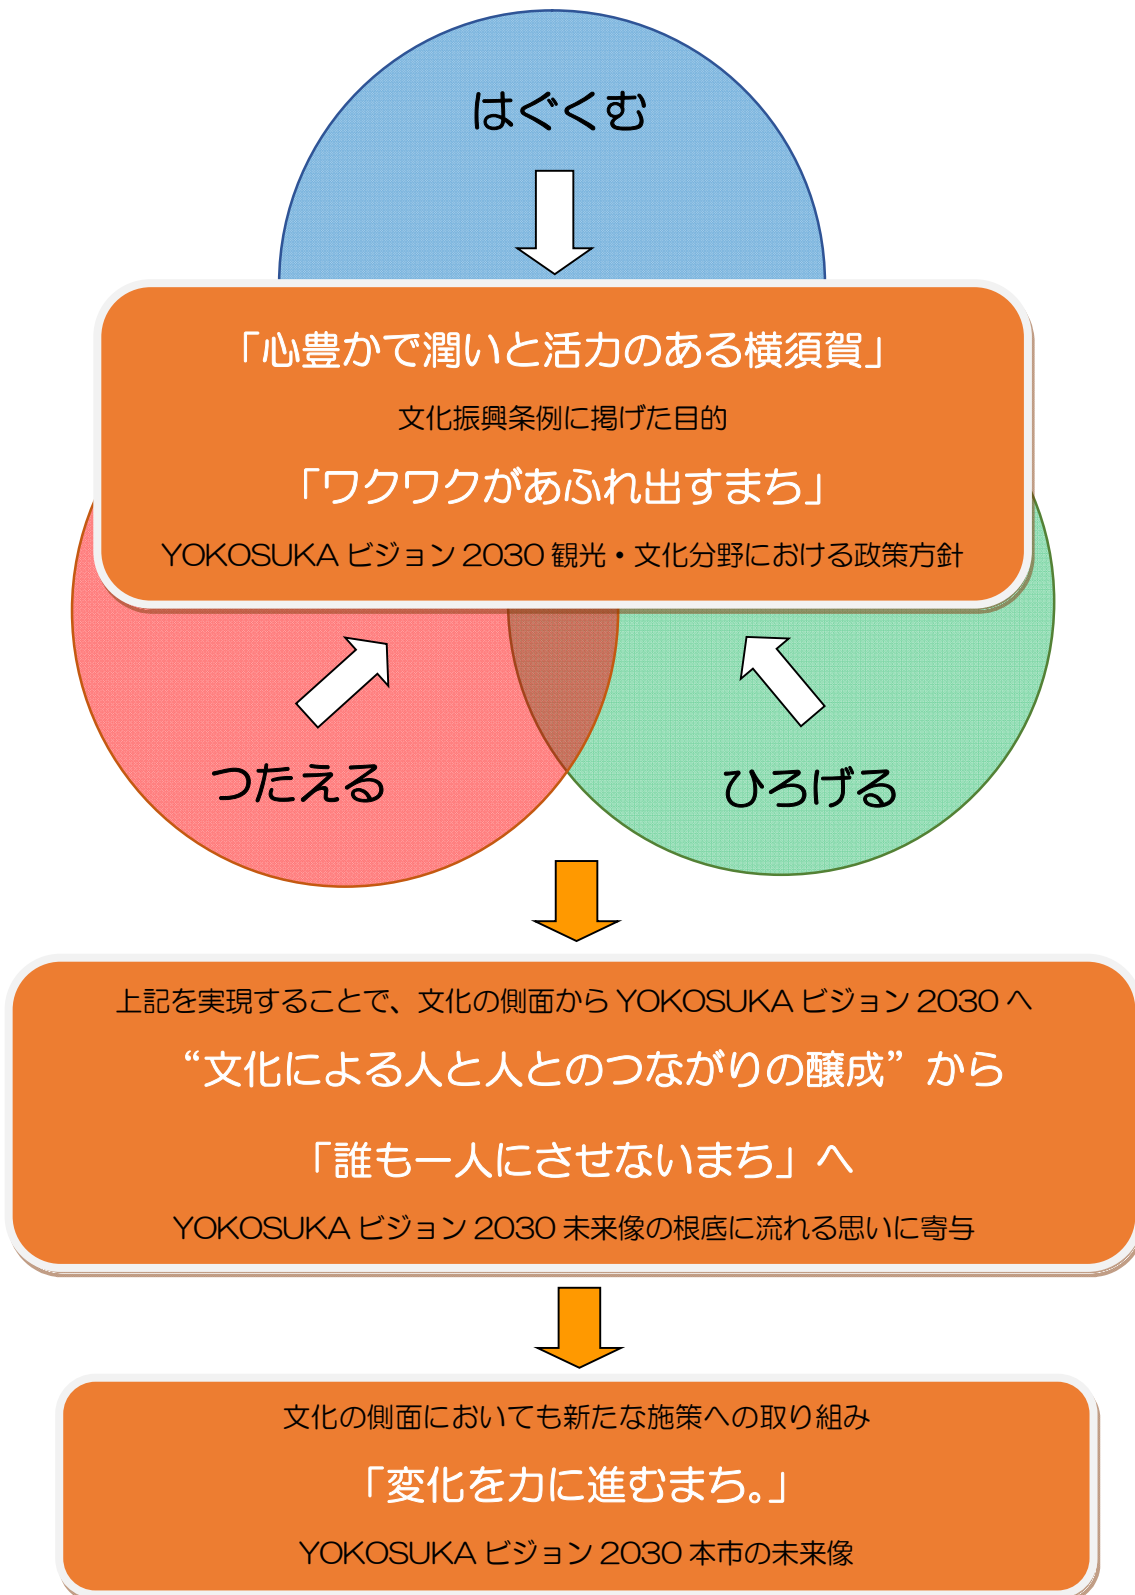 はぐくむ
「心豊かで潤いと活力のある横須賀」
文化振興条例に掲げた目的
「ワクワクがあふれ出すまち」
YOKOSUKA ビジョン 2030 観光・文化分野における政策方針
つたえる
ひろげる
上記を実現することで、文化の側面から YOKOSUKA ビジョン 2030 へ
“文化による人と人とのつながりの醸成”から
「誰も一人にさせないまち」へ
YOKOSUKA ビジョン 2030 未来像の根底に流れる思いに寄与
文化の側面においても新たな施策への取り組み
「変化を力に進むまち。」
YOKOSUKA ビジョン 2030 本市の未来像